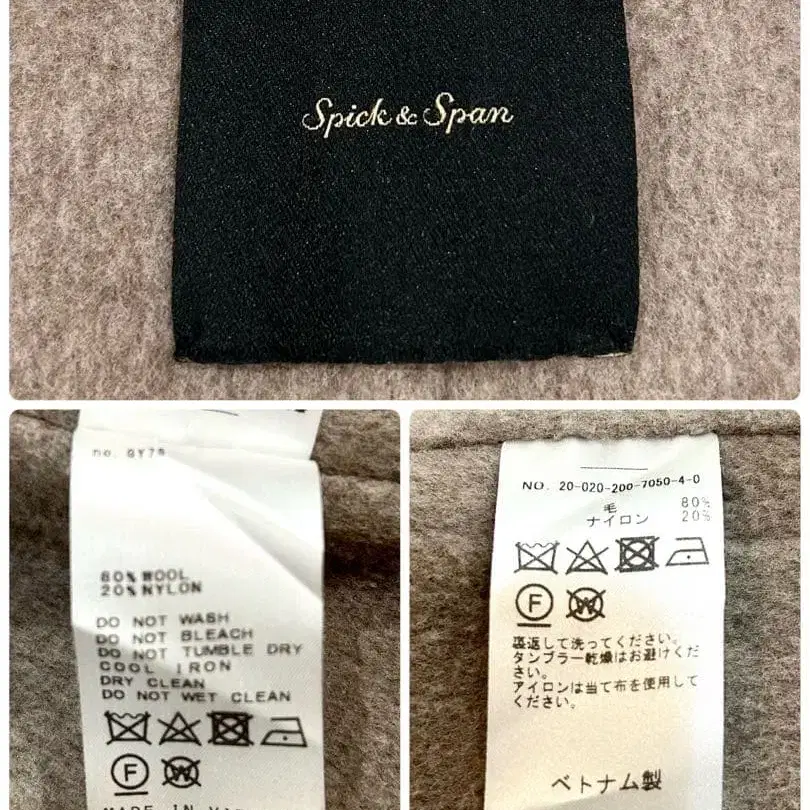 Spick & Span
no. GY78
80% WOOL
20% NYLON
DO NOT WASH
DO NOT BLEACH
DO NOT TUMBLE DRY
COOL IRON
DRY CLEAN
DO NOT WET CLEAN
F W
MADE IN
NO. 20-020-200-7050-4-0
毛 80%
ナイロン 20%
F W
裏返して洗ってください。
タンブラー乾燥はお避けくだ
さい。
アイロンは当て布を使用して
ください。
ベトナム製